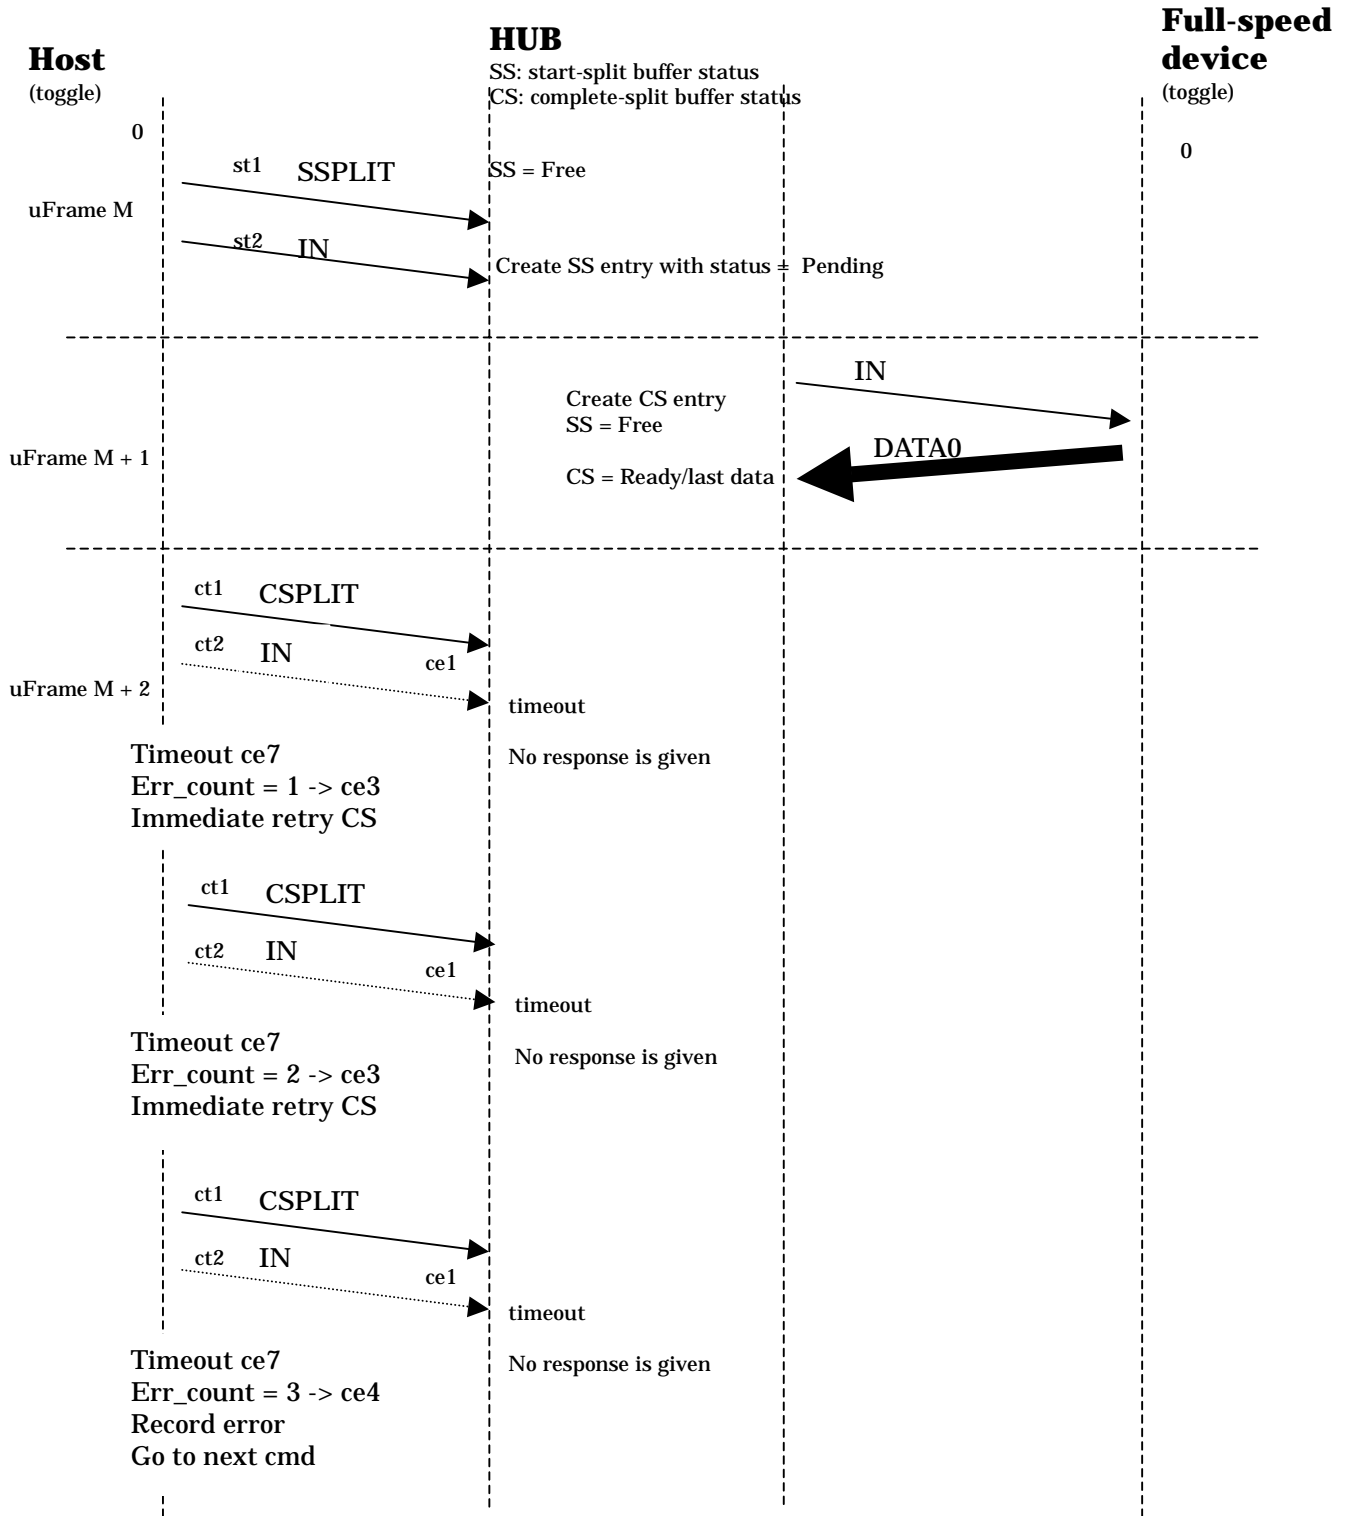 Host
(toggle)
HUB
SS: start-split buffer status
CS: complete-split buffer status
Full-speed
device
(toggle)
0
0
st1 SSPLIT
SS = Free
uFrame M
st2 IN
Create SS entry with status = Pending
IN
Create CS entry
SS = Free
uFrame M + 1
DATA0
CS = Ready/last data
ct1 CSPLIT
ct2 IN
ce1
uFrame M + 2
timeout
Timeout ce7
Err_count = 1 -> ce3
Immediate retry CS
No response is given
ct1 CSPLIT
ct2 IN
ce1
timeout
Timeout ce7
Err_count = 2 -> ce3
Immediate retry CS
No response is given
ct1 CSPLIT
ct2 IN
ce1
timeout
Timeout ce7
Err_count = 3 -> ce4
Record error
Go to next cmd
No response is given